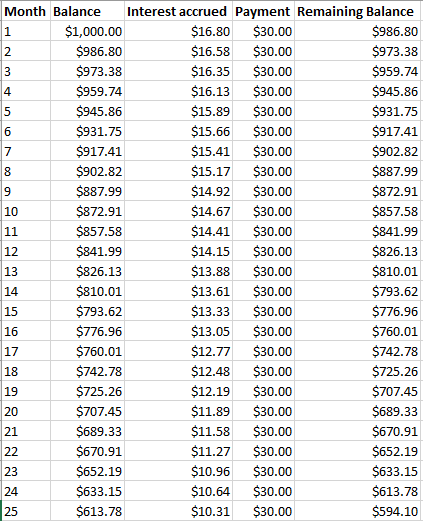 Month Balance Interest accrued Payment Remaining Balance
1 $1,000.00 $16.80 $30.00 $986.80
2 $986.80 $16.58 $30.00 $973.38
3 $973.38 $16.35 $30.00 $959.74
4 $959.74 $16.13 $30.00 $945.86
5 $945.86 $15.89 $30.00 $931.75
6 $931.75 $15.66 $30.00 $917.41
7 $917.41 $15.41 $30.00 $902.82
8 $902.82 $15.17 $30.00 $887.99
9 $887.99 $14.92 $30.00 $872.91
10 $872.91 $14.67 $30.00 $857.58
11 $857.58 $14.41 $30.00 $841.99
12 $841.99 $14.15 $30.00 $826.13
13 $826.13 $13.88 $30.00 $810.01
14 $810.01 $13.61 $30.00 $793.62
15 $793.62 $13.33 $30.00 $776.96
16 $776.96 $13.05 $30.00 $760.01
17 $760.01 $12.77 $30.00 $742.78
18 $742.78 $12.48 $30.00 $725.26
19 $725.26 $12.19 $30.00 $707.45
20 $707.45 $11.89 $30.00 $689.33
21 $689.33 $11.58 $30.00 $670.91
22 $670.91 $11.27 $30.00 $652.19
23 $652.19 $10.96 $30.00 $633.15
24 $633.15 $10.64 $30.00 $613.78
25 $613.78 $10.31 $30.00 $594.10